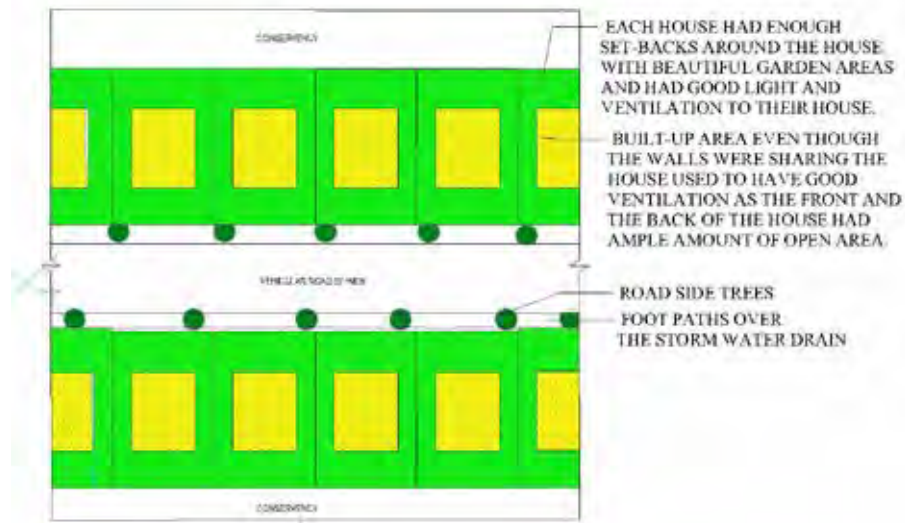 CONSERVENCY
EACH HOUSE HAD ENOUGH
SET-BACKS AROUND THE HOUSE
WITH BEAUTIFUL GARDEN AREAS
AND HAD GOOD LIGHT AND
VENTILATION TO THEIR HOUSE.
BUILT-UP AREA EVEN THOUGH
THE WALLS WERE SHARING THE
HOUSE USED TO HAVE GOOD
VENTILATION AS THE FRONT AND
THE BACK OF THE HOUSE HAD
AMPLE AMOUNT OF OPEN AREA
ROAD SIDE TREES
FOOT PATHS OVER
THE STORM WATER DRAIN
CONSERVENCY